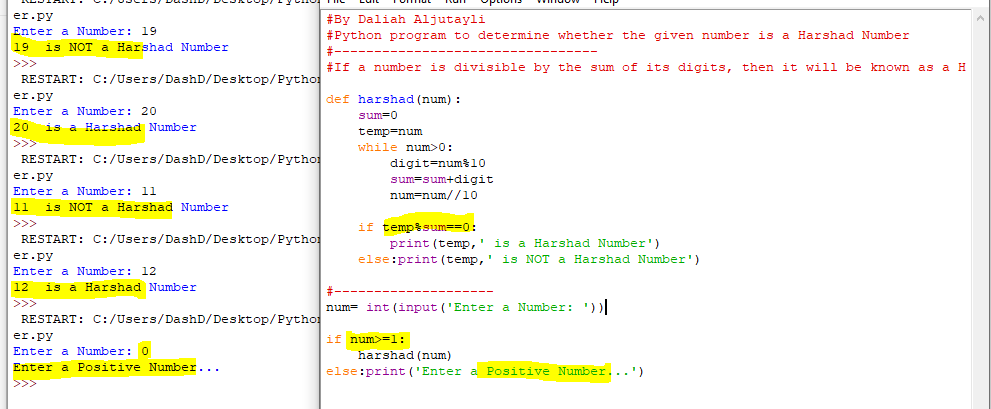 RESTART: C:/Users/DashD/Desktop/Python
er.py
Enter a Number: 19
19  is NOT a Harshad Number
>>>
 RESTART: C:/Users/DashD/Desktop/Python
er.py
Enter a Number: 20
20  is a Harshad Number
>>>
 RESTART: C:/Users/DashD/Desktop/Python
er.py
Enter a Number: 11
11  is NOT a Harshad Number
>>>
 RESTART: C:/Users/DashD/Desktop/Python
er.py
Enter a Number: 12
12  is a Harshad Number
>>>
 RESTART: C:/Users/DashD/Desktop/Python
er.py
Enter a Number: 0
Enter a Positive Number...
>>>
File Edit Format Run Options Window Help
#By Daliah Aljutayli
#Python program to determine whether the given number is a Harshad Number
#---------------------------------
#If a number is divisible by the sum of its digits, then it will be known as a H
def harshad(num):
    sum=0
    temp=num
    while num>0:
        digit=num%10
        sum=sum+digit
        num=num//10
    if temp%sum==0:
        print(temp,' is a Harshad Number')
    else:print(temp,' is NOT a Harshad Number')
#--------------------
num= int(input('Enter a Number: '))
if num>=1:
    harshad(num)
else:print('Enter a Positive Number...')